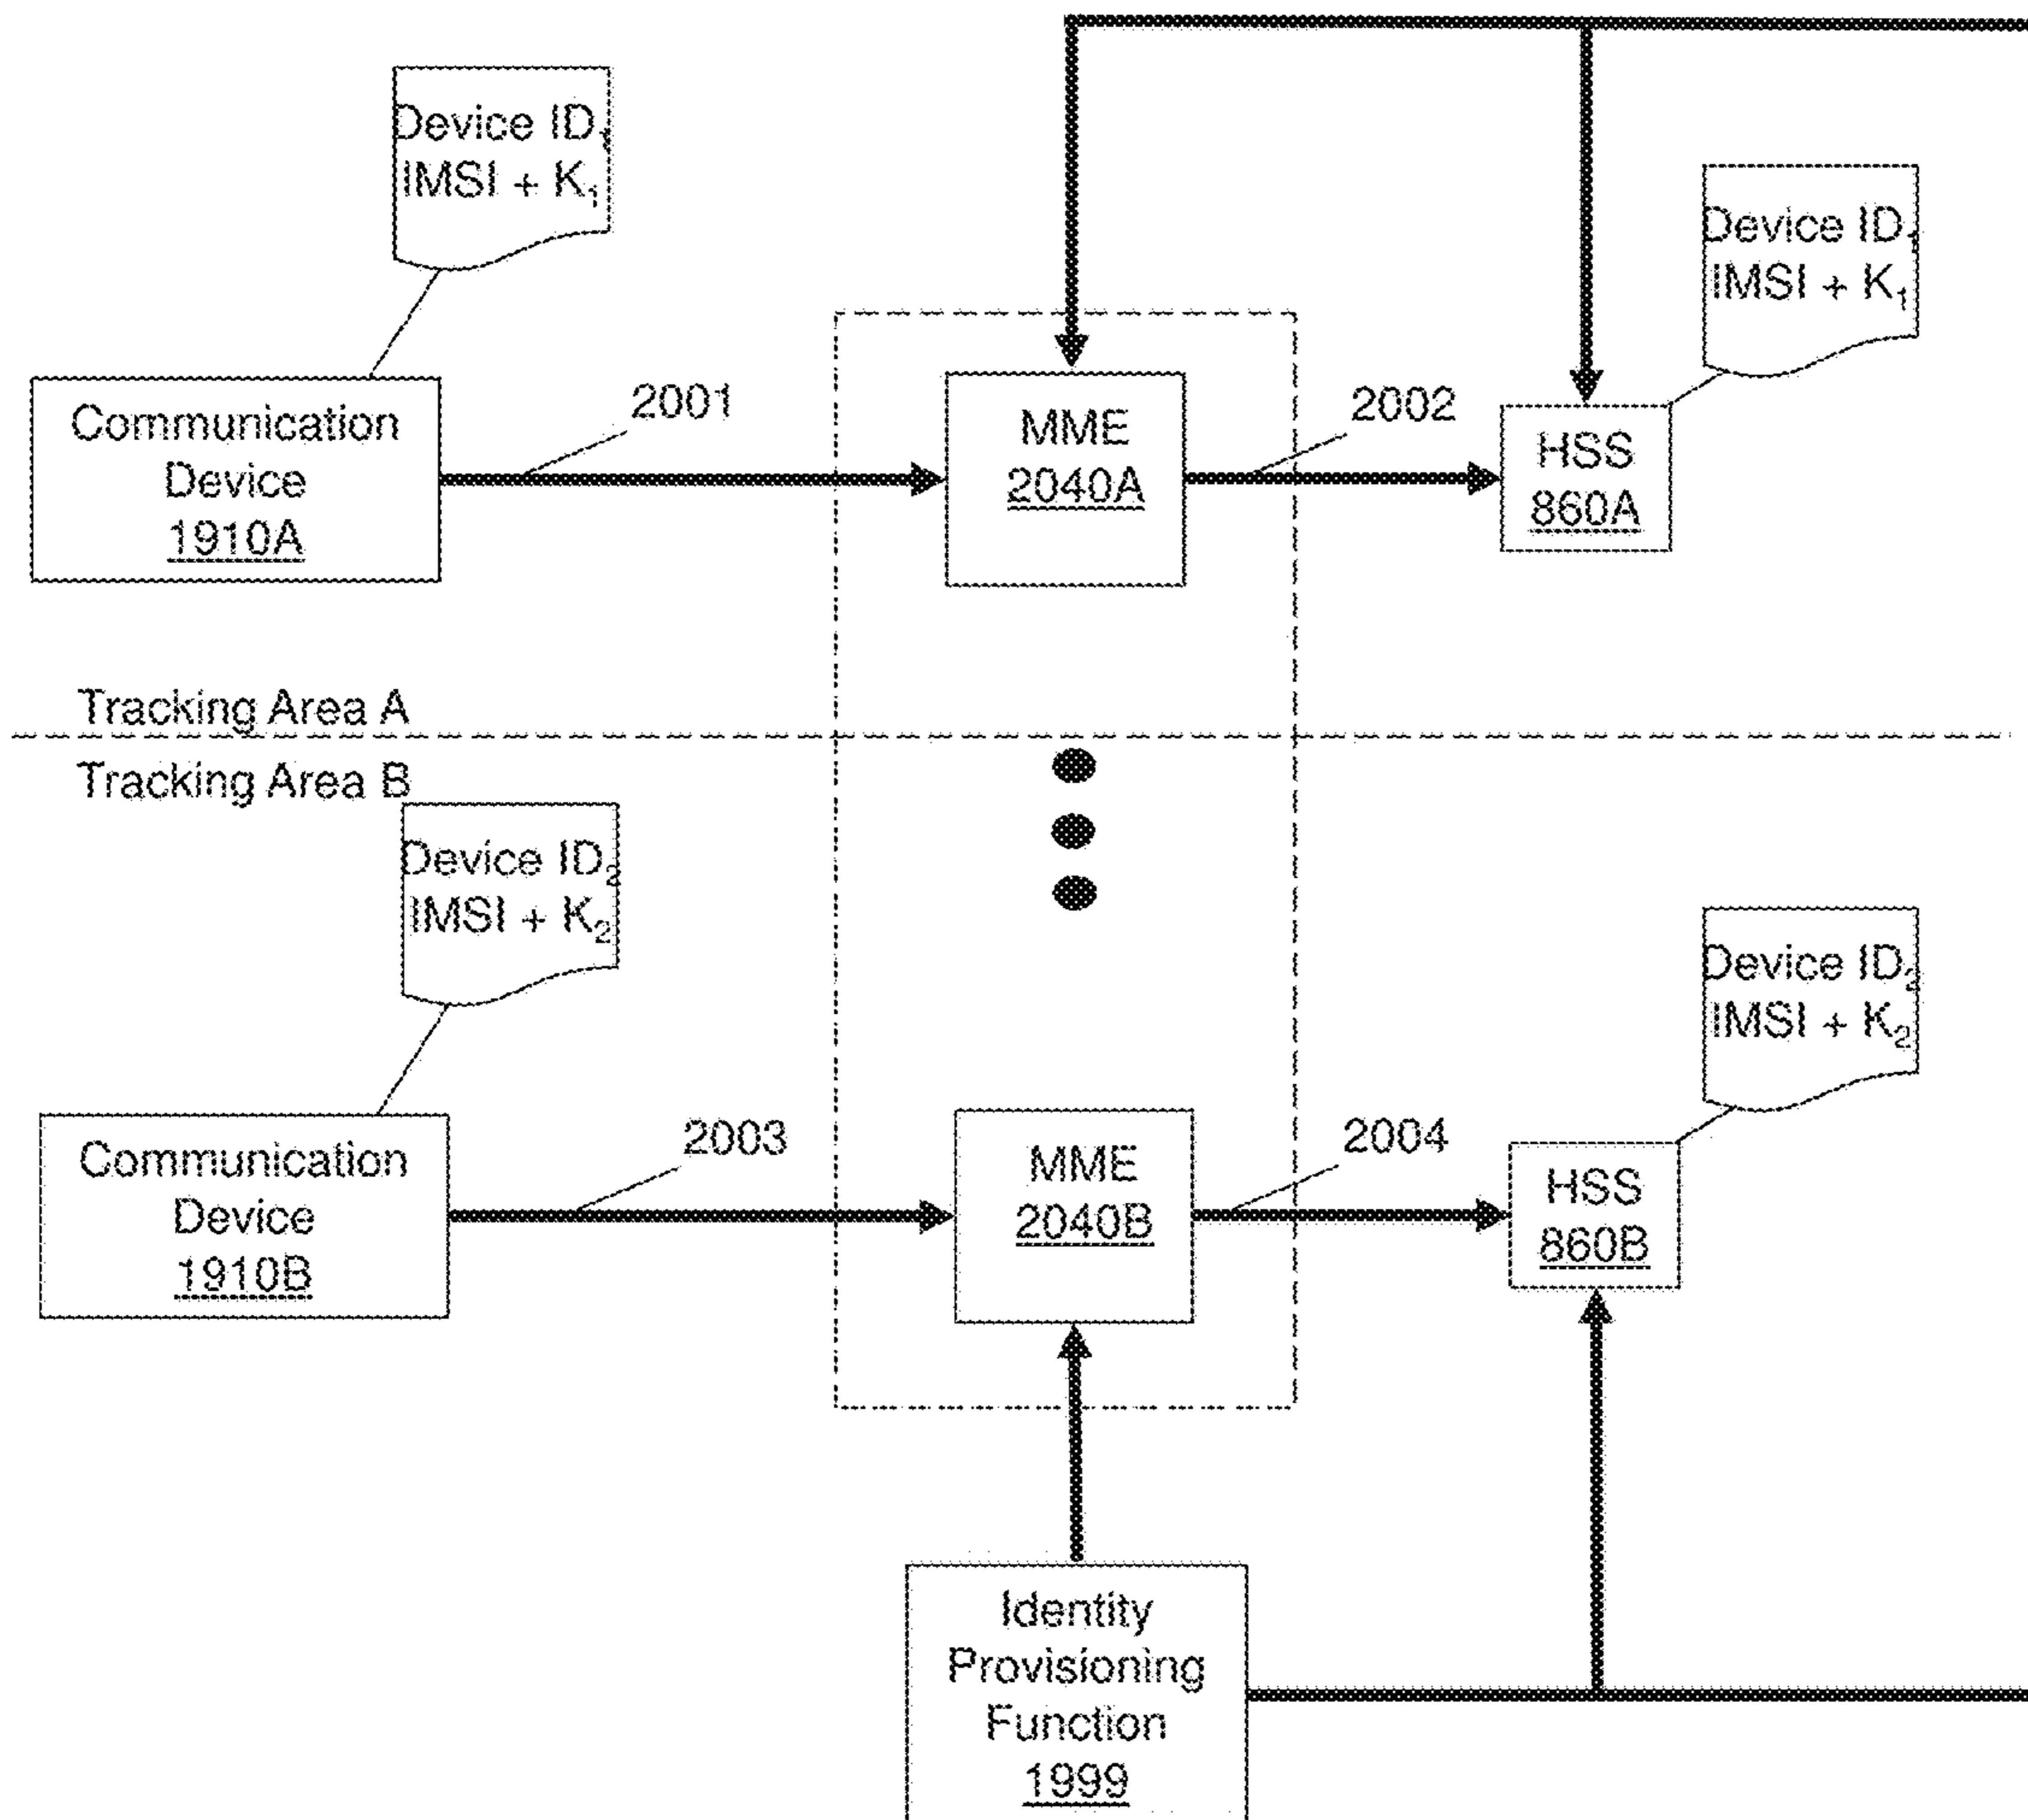 Device ID₁
IMSI + K₁
Device ID₁
IMSI + K₁
Communication
Device
1910A
2001
MME
2040A
2002
HSS
860A
Tracking Area A
Tracking Area B
Device ID₂
IMSI + K₂
Device ID₂
IMSI + K₂
Communication
Device
1910B
2003
MME
2040B
2004
HSS
860B
Identity
Provisioning
Function
1999